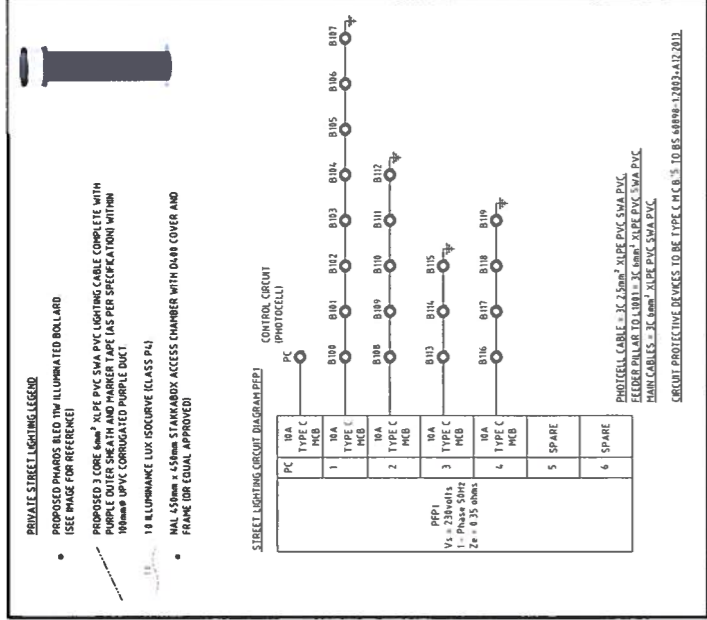 PRIVATE STREET LIGHTING LEGEND
PROPOSED PHAROS BLED 11W ILLUMINATED BOLLARD
(SEE IMAGE FOR REFERENCE)
PROPOSED 3 CORE 6mm² XLPE PVC SWA PVC LIGHTING CABLE COMPLETE WITH
PURPLE OUTER SHEATH AND MARKER TAPE (AS PER SPECIFICATION) WITHIN
100mmØ UPVC CORRUGATED PURPLE DUCT.
10
1.0 ILLUMINANCE LUX ISOCURVE (CLASS P4)
NAL 450mm x 450mm STAKKABOX ACCESS CHAMBER WITH D400 COVER AND
FRAME (OR EQUAL APPROVED)
STREET LIGHTING CIRCUIT DIAGRAM PFP1
CONTROL CIRCUIT
(PHOTOCELL)
PFP1
Vs = 230volts
1 - Phase 50Hz
Ze = 0.35 ohms
PC 10A TYPE C MCB PC
1 10A TYPE C MCB B100 B101 B102 B103 B104 B105 B106 B107
2 10A TYPE C MCB B108 B109 B110 B111 B112
3 10A TYPE C MCB B113 B114 B115
4 10A TYPE C MCB B116 B117 B118 B119
5 SPARE
6 SPARE
PHOTCELL CABLE = 3C 2.5mm² XLPE PVC SWA PVC
FEEDER PILLAR TO L1001 = 3C 6mm² XLPE PVC SWA PVC
MAIN CABLES = 3C 6mm² XLPE PVC SWA PVC
CIRCUIT PROTECTIVE DEVICES TO BE TYPE C MCB'S TO BS 60898-1:2003+A12:2013